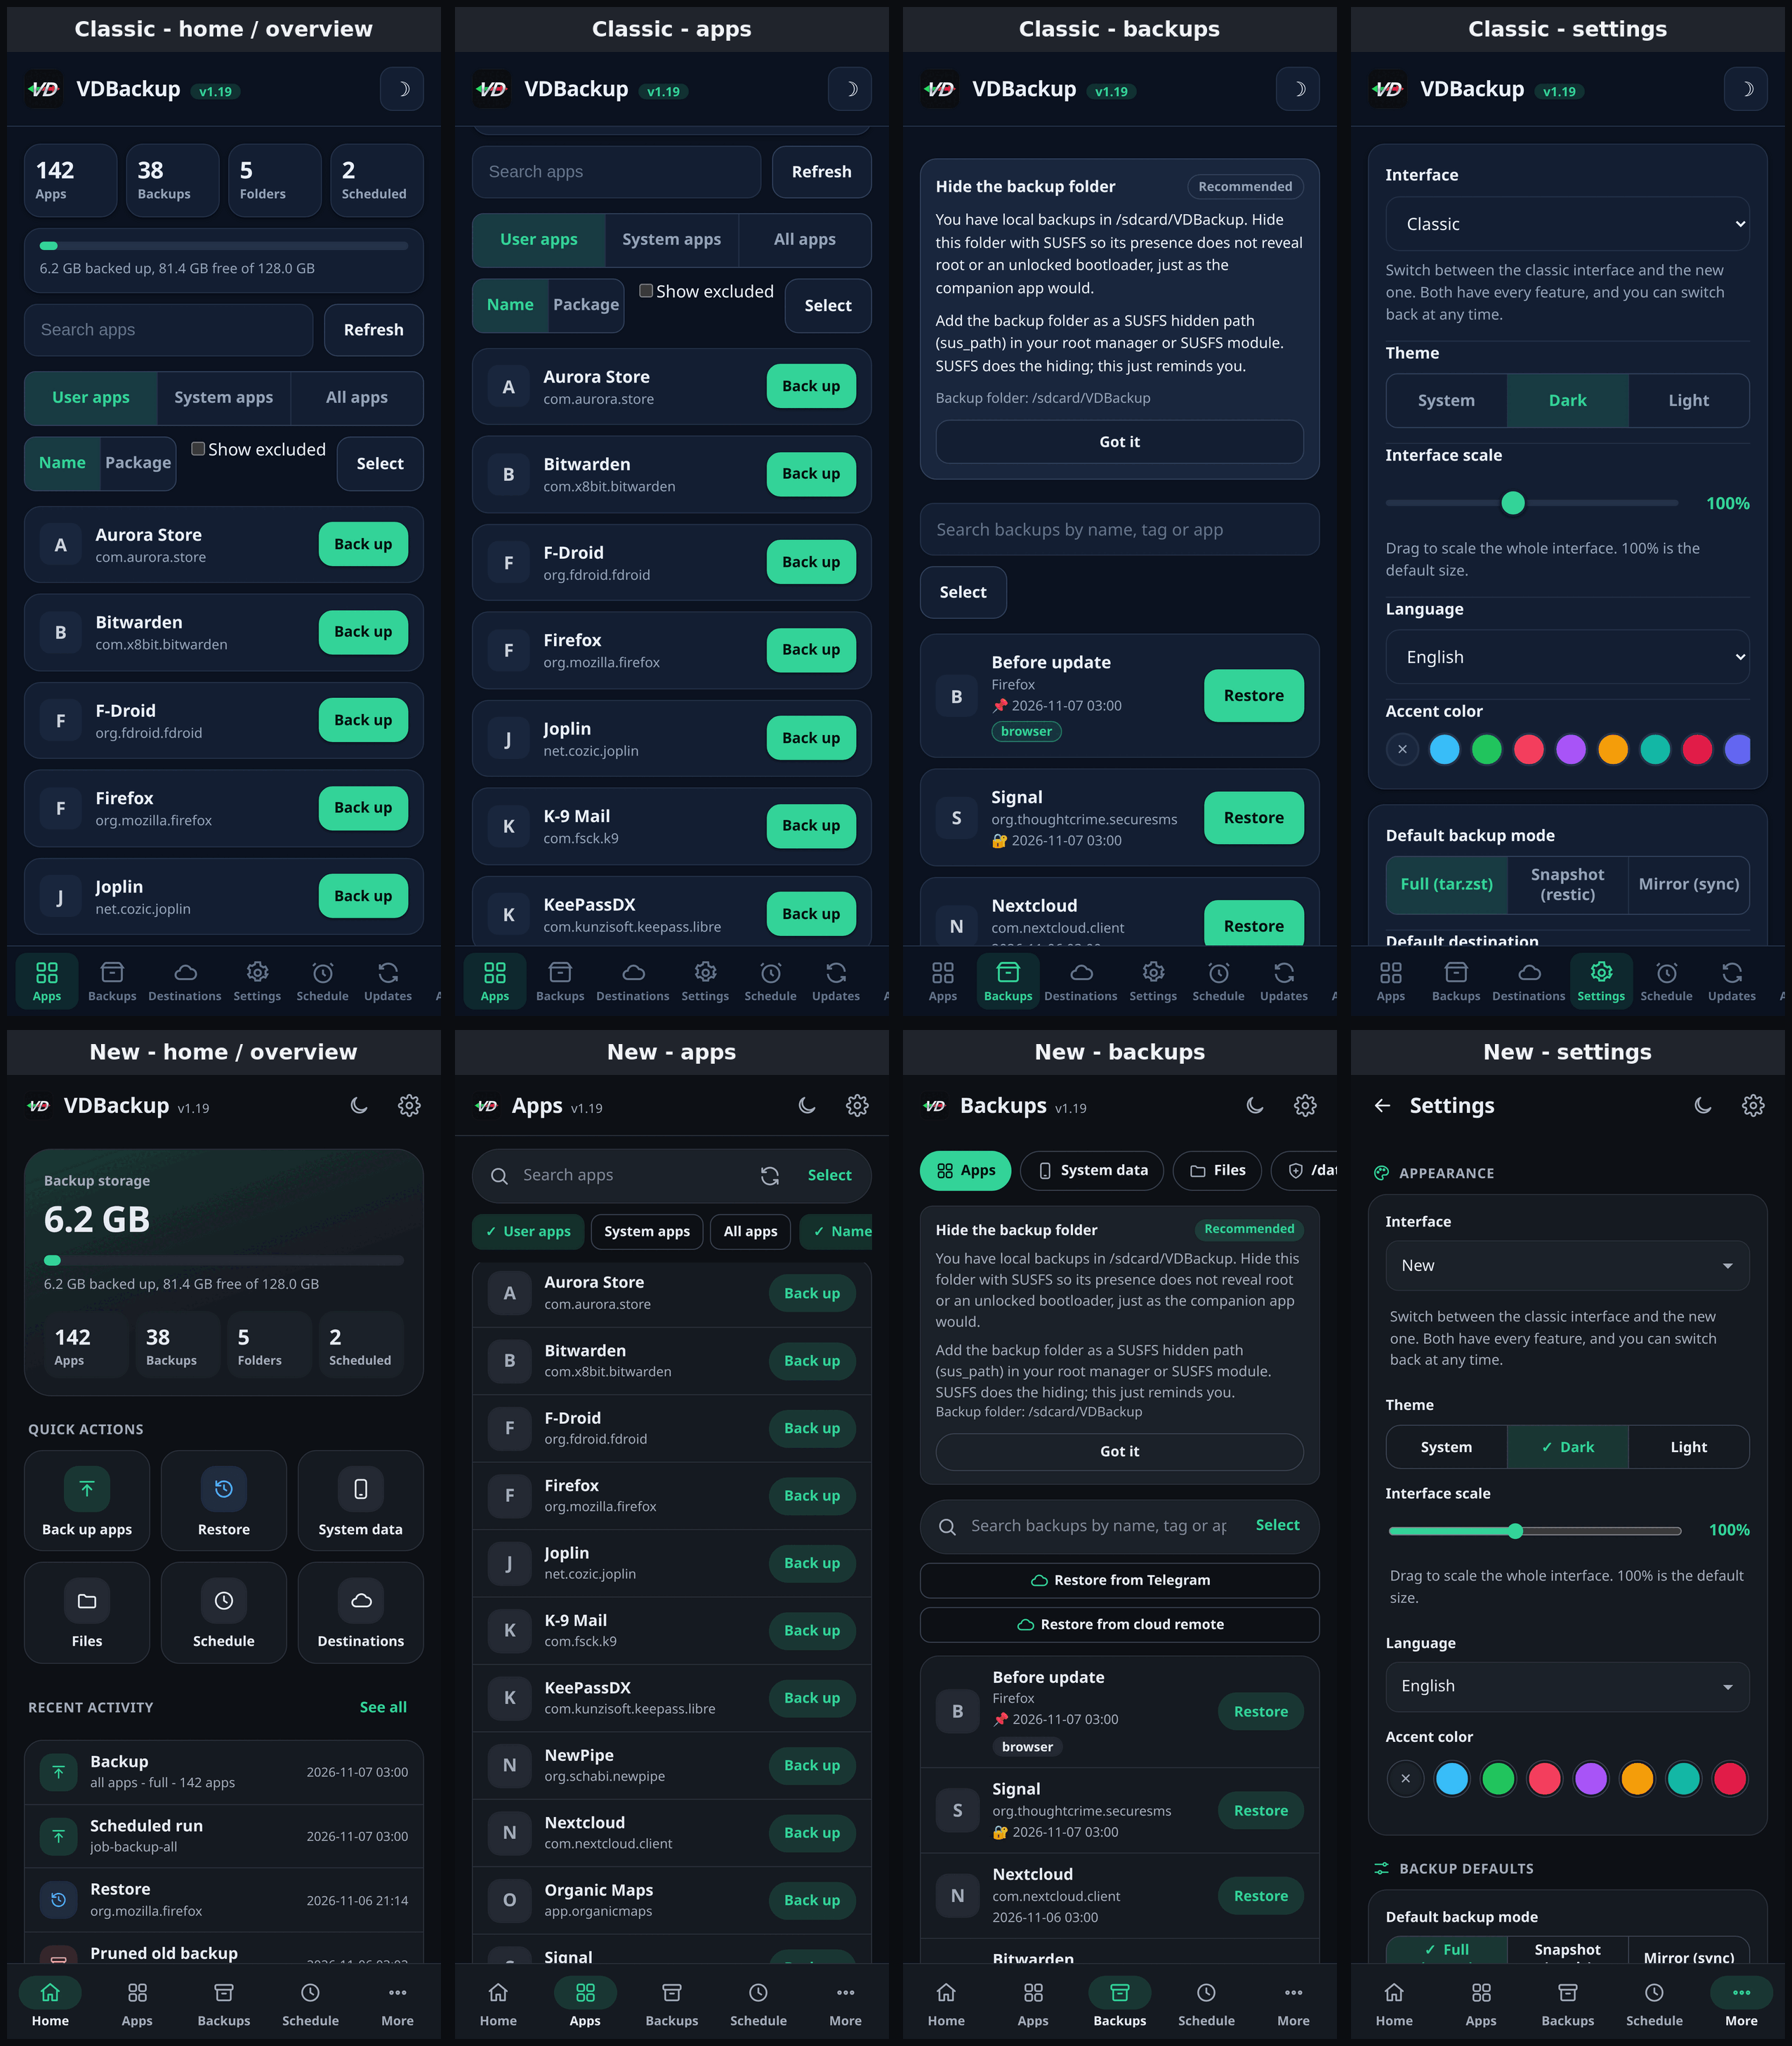 Classic - home / overview
VD
VDBackup v1.19
142
Apps
38
Backups
5
Folders
2
Scheduled
6.2 GB backed up, 81.4 GB free of 128.0 GB
Search apps
Refresh
User apps
System apps
All apps
Name
Package
Show excluded
Select
A
Aurora Store
com.aurora.store
Back up
B
Bitwarden
com.x8bit.bitwarden
Back up
F
F-Droid
org.fdroid.fdroid
Back up
F
Firefox
org.mozilla.firefox
Back up
J
Joplin
net.cozic.joplin
Back up
Apps
Backups
Destinations
Settings
Schedule
Updates
Classic - apps
VD
VDBackup v1.19
Search apps
Refresh
User apps
System apps
All apps
Name
Package
Show excluded
Select
A
Aurora Store
com.aurora.store
Back up
B
Bitwarden
com.x8bit.bitwarden
Back up
F
F-Droid
org.fdroid.fdroid
Back up
F
Firefox
org.mozilla.firefox
Back up
J
Joplin
net.cozic.joplin
Back up
K
K-9 Mail
com.fsck.k9
Back up
K
KeePassDX
com.kunzisoft.keepass.libre
Back up
Apps
Backups
Destinations
Settings
Schedule
Updates
Classic - backups
VD
VDBackup v1.19
Hide the backup folder
Recommended
You have local backups in /sdcard/VDBackup. Hide
this folder with SUSFS so its presence does not reveal
root or an unlocked bootloader, just as the
companion app would.
Add the backup folder as a SUSFS hidden path
(sus_path) in your root manager or SUSFS module.
SUSFS does the hiding; this just reminds you.
Backup folder: /sdcard/VDBackup
Got it
Search backups by name, tag or app
Select
B
Before update
Firefox
📌 2026-11-07 03:00
browser
Restore
S
Signal
org.thoughtcrime.securesms
🔐 2026-11-07 03:00
Restore
N
Nextcloud
com.nextcloud.client
Restore
Apps
Backups
Destinations
Settings
Schedule
Updates
Classic - settings
VD
VDBackup v1.19
Interface
Classic
Switch between the classic interface and the new
one. Both have every feature, and you can switch
back at any time.
Theme
System
Dark
Light
Interface scale
100%
Drag to scale the whole interface. 100% is the
default size.
Language
English
Accent color
Default backup mode
Full (tar.zst)
Snapshot
(restic)
Mirror (sync)
Default destination
Apps
Backups
Destinations
Settings
Schedule
Updates
New - home / overview
VD
VDBackup v1.19
Backup storage
6.2 GB
6.2 GB backed up, 81.4 GB free of 128.0 GB
142
Apps
38
Backups
5
Folders
2
Scheduled
QUICK ACTIONS
Back up apps
Restore
System data
Files
Schedule
Destinations
RECENT ACTIVITY
See all
Backup
all apps - full - 142 apps
2026-11-07 03:00
Scheduled run
job-backup-all
2026-11-07 03:00
Restore
org.mozilla.firefox
2026-11-06 21:14
Pruned old backup
Home
Apps
Backups
Schedule
More
New - apps
VD
Apps v1.19
Search apps
Select
✓ User apps
System apps
All apps
✓ Name
A
Aurora Store
com.aurora.store
Back up
B
Bitwarden
com.x8bit.bitwarden
Back up
F
F-Droid
org.fdroid.fdroid
Back up
F
Firefox
org.mozilla.firefox
Back up
J
Joplin
net.cozic.joplin
Back up
K
K-9 Mail
com.fsck.k9
Back up
K
KeePassDX
com.kunzisoft.keepass.libre
Back up
N
NewPipe
org.schabi.newpipe
Back up
N
Nextcloud
com.nextcloud.client
Back up
O
Organic Maps
app.organicmaps
Back up
Signal
Home
Apps
Backups
Schedule
More
New - backups
VD
Backups v1.19
Apps
System data
Files
/dat
Hide the backup folder
Recommended
You have local backups in /sdcard/VDBackup. Hide this
folder with SUSFS so its presence does not reveal root
or an unlocked bootloader, just as the companion app
would.
Add the backup folder as a SUSFS hidden path
(sus_path) in your root manager or SUSFS module.
SUSFS does the hiding; this just reminds you.
Backup folder: /sdcard/VDBackup
Got it
Search backups by name, tag or ap
Select
Restore from Telegram
Restore from cloud remote
B
Before update
Firefox
📌 2026-11-07 03:00
browser
Restore
S
Signal
org.thoughtcrime.securesms
🔐 2026-11-07 03:00
Restore
N
Nextcloud
com.nextcloud.client
2026-11-06 03:00
Restore
Bitwarden
Home
Apps
Backups
Schedule
More
New - settings
Settings
APPEARANCE
Interface
New
Switch between the classic interface and the new
one. Both have every feature, and you can switch
back at any time.
Theme
System
✓ Dark
Light
Interface scale
100%
Drag to scale the whole interface. 100% is the default
size.
Language
English
Accent color
BACKUP DEFAULTS
Default backup mode
✓ Full
Snapshot
Mirror (sync)
Home
Apps
Backups
Schedule
More